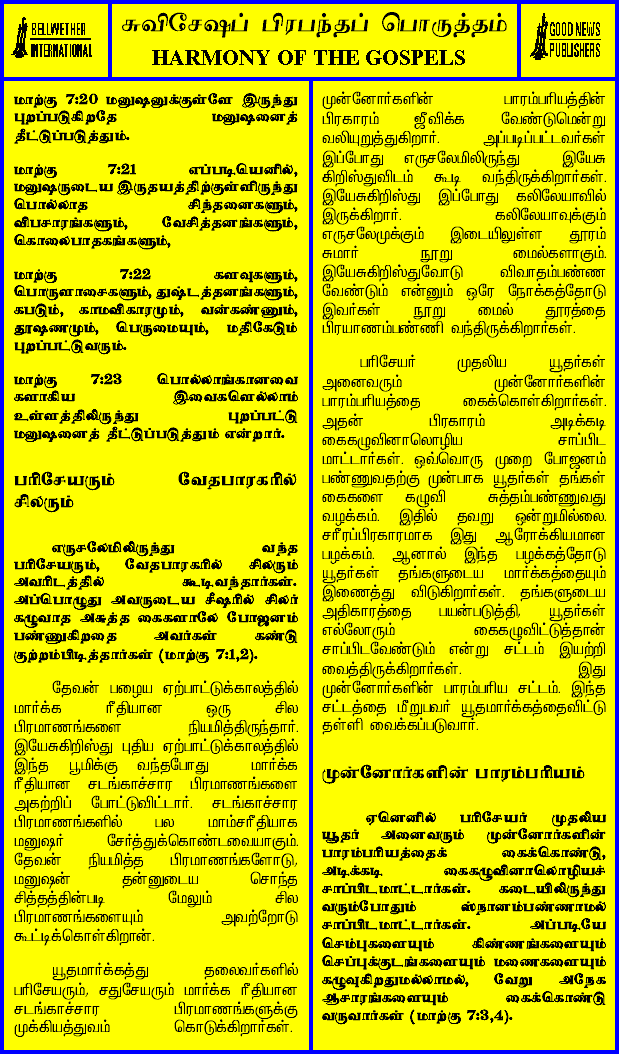 BELLWETHER
INTERNATIONAL
சுவிசேஷப் பிரபந்தப் பொருத்தம்
HARMONY OF THE GOSPELS
GOOD NEWS
PUBLISHERS
மாற்கு 7:20 மனுஷனுக்குள்ளே இருந்து
புறப்படுகிறதே மனுஷனைத்
தீட்டுப்படுத்தும்.
மாற்கு 7:21 எப்படியெனில்,
மனுஷருடைய இருதயத்திற்குள்ளிருந்து
பொல்லாத சிந்தனைகளும்,
விபசாரங்களும், வேசித்தனங்களும்,
கொலைபாதகங்களும்,
மாற்கு 7:22 களவுகளும்,
பொருளாசைகளும், துஷ்டத்தனங்களும்,
கபடும், காமவிகாரமும், வன்கண்ணும்,
தூஷணமும், பெருமையும், மதிகேடும்
புறப்பட்டுவரும்.
மாற்கு 7:23 பொல்லாங்கானவை
களாகிய இவைகளெல்லாம்
உள்ளத்திலிருந்து புறப்பட்டு
மனுஷனைத் தீட்டுப்படுத்தும் என்றார்.
பரிசேயரும் வேதபாரகரில்
சிலரும்
எருசலேமிலிருந்து வந்த
பரிசேயரும், வேதபாரகரில் சிலரும்
அவரிடத்தில் கூடிவந்தார்கள்.
அப்பொழுது அவருடைய சீஷரில் சிலர்
கழுவாத அசுத்த கைகளாலே போஜனம்
பண்ணுகிறதை அவர்கள் கண்டு
குற்றம்பிடித்தார்கள் (மாற்கு 7:1,2).
தேவன் பழைய ஏற்பாட்டுக்காலத்தில்
மார்க்க ரீதியான ஒரு சில
பிரமாணங்களை நியமித்திருந்தார்.
இயேசுகிறிஸ்து புதிய ஏற்பாட்டுக்காலத்தில்
இந்த பூமிக்கு வந்தபோது மார்க்க
ரீதியான சடங்காச்சார பிரமாணங்களை
அகற்றிப் போட்டுவிட்டார். சடங்காச்சார
பிரமாணங்களில் பல மாம்சரீதியாக
மனுஷர் சேர்த்துக்கொண்டவையாகும்.
தேவன் நியமித்த பிரமாணங்களோடு,
மனுஷன் தன்னுடைய சொந்த
சித்தத்தின்படி மேலும் சில
பிரமாணங்களையும் அவற்றோடு
கூட்டிக்கொள்கிறான்.
யூதமார்க்கத்து தலைவர்களில்
பரிசேயரும், சதுசேயரும் மார்க்க ரீதியான
சடங்காச்சார பிரமாணங்களுக்கு
முக்கியத்துவம் கொடுக்கிறார்கள்.
முன்னோர்களின் பாரம்பரியத்தின்
பிரகாரம் ஜீவிக்க வேண்டுமென்று
வலியுறுத்துகிறார். அப்படிப்பட்டவர்கள்
இப்போது எருசலேமிலிருந்து இயேசு
கிறிஸ்துவிடம் கூடி வந்திருக்கிறார்கள்.
இயேசுகிறிஸ்து இப்போது கலிலேயாவில்
இருக்கிறார். கலிலேயாவுக்கும்
எருசலேமுக்கும் இடையிலுள்ள தூரம்
சுமார் நூறு மைல்களாகும்.
இயேசுகிறிஸ்துவோடு விவாதம்பண்ண
வேண்டும் என்னும் ஒரே நோக்கத்தோடு
இவர்கள் நூறு மைல் தூரத்தை
பிரயாணம்பண்ணி வந்திருக்கிறார்கள்.
பரிசேயர் முதலிய யூதர்கள்
அனைவரும் முன்னோர்களின்
பாரம்பரியத்தை கைக்கொள்கிறார்கள்.
அதன் பிரகாரம் அடிக்கடி
கைகழுவினாலொழிய சாப்பிட
மாட்டார்கள். ஒவ்வொரு முறை போஜனம்
பண்ணுவதற்கு முன்பாக யூதர்கள் தங்கள்
கைகளை கழுவி சுத்தம்பண்ணுவது
வழக்கம். இதில் தவறு ஒன்றுமில்லை.
சரீரப்பிரகாரமாக இது ஆரோக்கியமான
பழக்கம். ஆனால் இந்த பழக்கத்தோடு
யூதர்கள் தங்களுடைய மார்க்கத்தையும்
இணைத்து விடுகிறார்கள். தங்களுடைய
அதிகாரத்தை பயன்படுத்தி, யூதர்கள்
எல்லோரும் கைகழுவிட்டுத்தான்
சாப்பிடவேண்டும் என்று சட்டம் இயற்றி
வைத்திருக்கிறார்கள். இது
முன்னோர்களின் பாரம்பரிய சட்டம். இந்த
சட்டத்தை மீறுபவர் யூதமார்க்கத்தைவிட்டு
தள்ளி வைக்கப்படுவார்.
முன்னோர்களின் பாரம்பரியம்
ஏனெனில் பரிசேயர் முதலிய
யூதர் அனைவரும் முன்னோர்களின்
பாரம்பரியத்தைக் கைக்கொண்டு,
அடிக்கடி கைகழுவினாலொழியச்
சாப்பிடமாட்டார்கள். கடையிலிருந்து
வரும்போதும் ஸ்நானம்பண்ணாமல்
சாப்பிடமாட்டார்கள். அப்படியே
செம்புகளையும் கிண்ணங்களையும்
செப்புக்குடங்களையும் மணைகளையும்
கழுவுகிறதுமல்லாமல், வேறு அநேக
ஆசாரங்களையும் கைக்கொண்டு
வருவார்கள் (மாற்கு 7:3,4).